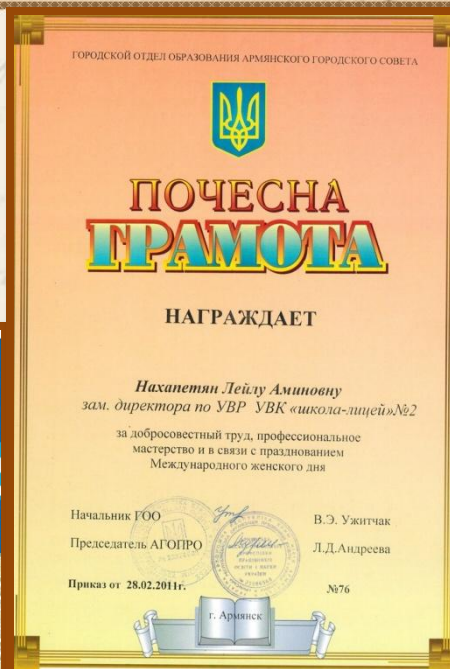 ГОРОДСКОЙ ОТДЕЛ ОБРАЗОВАНИЯ АРМЯНСКОГО ГОРОДСКОГО СОВЕТА
ПОЧЕСНА
ГРАМОТА
НАГРАЖДАЕТ
Нахапетян Лейлу Аминовну
зам. директора по УВР УВК «школа-лицей»№2
за добросовестный труд, профессиональное
мастерство и в связи с празднованием
Международного женского дня
Начальник ГОО В.Э. Ужитчак
Председатель АГОПРО Л.Д.Андреева
Приказ от 28.02.2011г. №76
г. Армянск